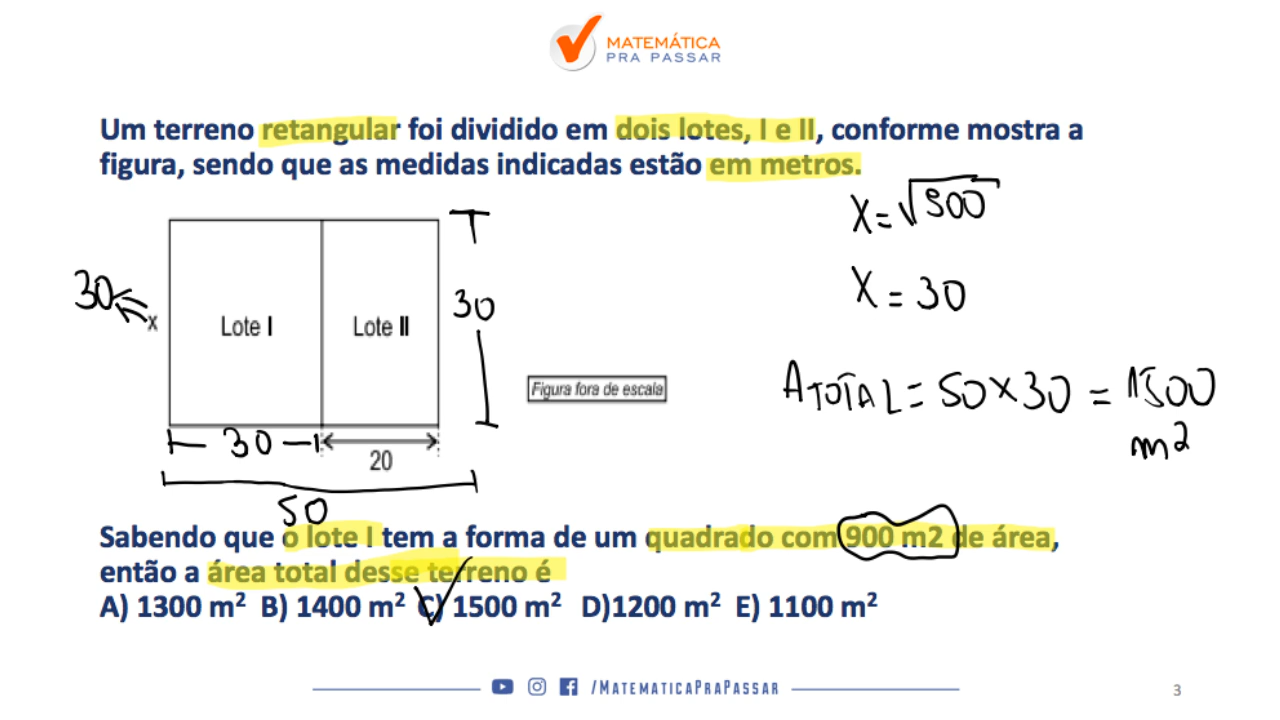 MATEMÁTICA
PRA PASSAR
Um terreno retangular foi dividido em dois lotes, I e II, conforme mostra a
figura, sendo que as medidas indicadas estão em metros.
X = √900
30
x
Lote I
Lote II
30
X = 30
Figura fora de escala
A TOTAL = 50 x 30 = 1500
m²
30
20
50
Sabendo que o lote I tem a forma de um quadrado com 900 m2 de área,
então a área total desse terreno é
A) 1300 m² B) 1400 m² C) 1500 m² D)1200 m² E) 1100 m²
/MATEMATICAPRAPASSAR
3